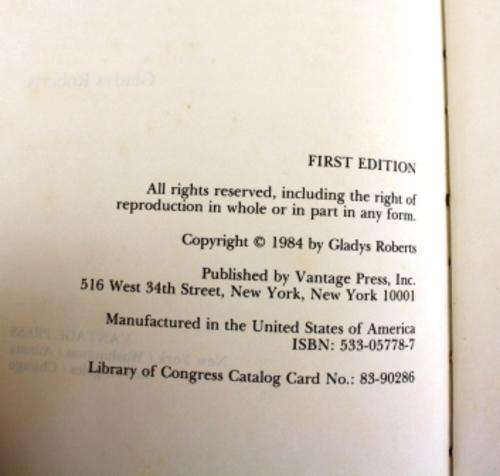 FIRST EDITION
All rights reserved, including the right of
reproduction in whole or in part in any form.
Copyright © 1984 by Gladys Roberts
Published by Vantage Press, Inc.
516 West 34th Street, New York, New York 10001
Manufactured in the United States of America
ISBN: 533-05778-7
Library of Congress Catalog Card No.: 83-90286